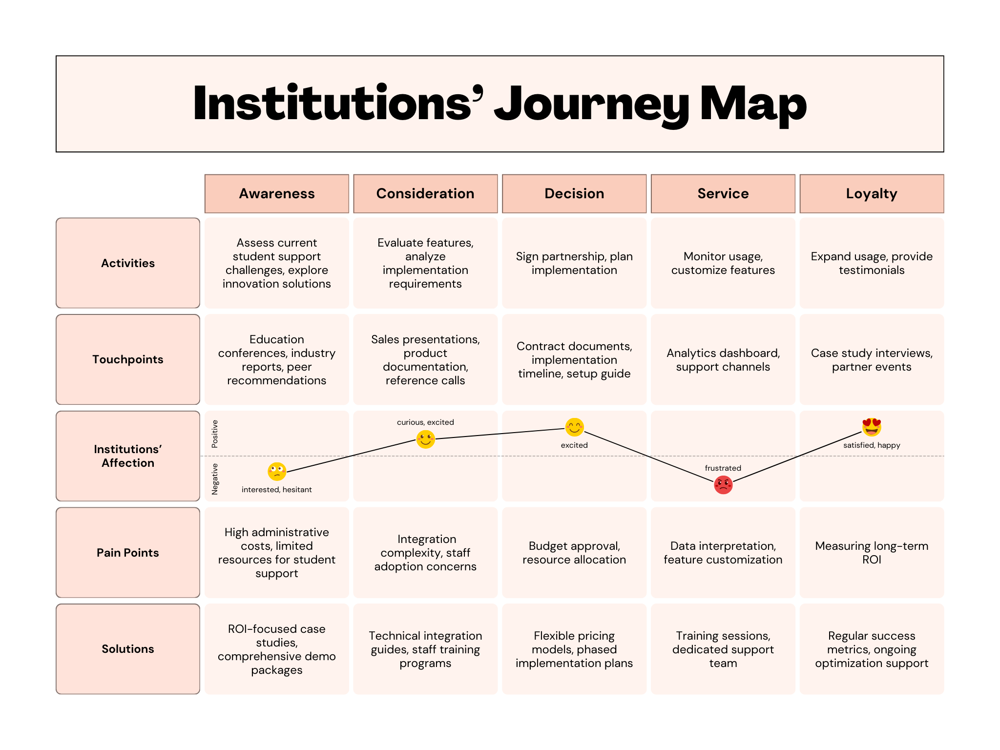 Institutions’ Journey Map
Awareness
Consideration
Decision
Service
Loyalty
Activities
Assess current
student support
challenges, explore
innovation solutions
Evaluate features,
analyze
implementation
requirements
Sign partnership, plan
implementation
Monitor usage,
customize features
Expand usage, provide
testimonials
Touchpoints
Education
conferences, industry
reports, peer
recommendations
Sales presentations,
product
documentation,
reference calls
Contract documents,
implementation
timeline, setup guide
Analytics dashboard,
support channels
Case study interviews,
partner events
Institutions’
Affection
Positive
Negative
interested, hesitant
curious, excited
excited
frustrated
satisfied, happy
Pain Points
High administrative
costs, limited
resources for student
support
Integration
complexity, staff
adoption concerns
Budget approval,
resource allocation
Data interpretation,
feature customization
Measuring long-term
ROI
Solutions
ROI-focused case
studies,
comprehensive demo
packages
Technical integration
guides, staff training
programs
Flexible pricing
models, phased
implementation plans
Training sessions,
dedicated support
team
Regular success
metrics, ongoing
optimization support